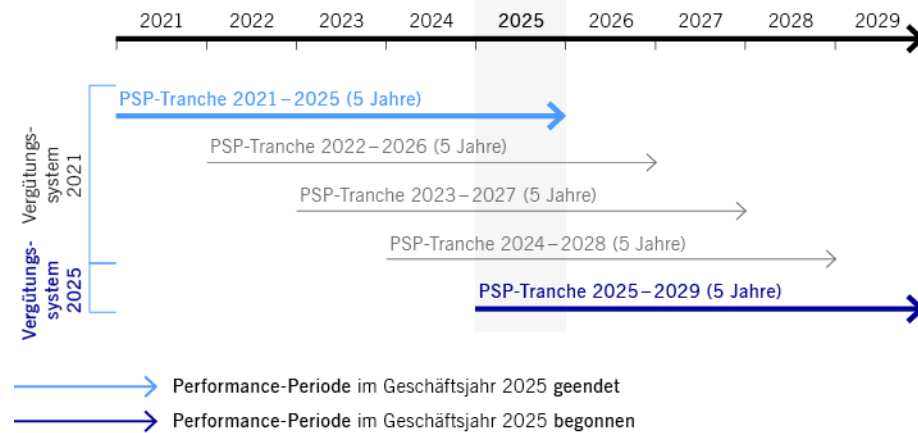 2021 2022 2023 2024 2025 2026 2027 2028 2029
PSP-Tranche 2021–2025 (5 Jahre)
PSP-Tranche 2022–2026 (5 Jahre)
PSP-Tranche 2023–2027 (5 Jahre)
PSP-Tranche 2024–2028 (5 Jahre)
PSP-Tranche 2025–2029 (5 Jahre)
Vergütungs-
system
2021
Vergütungs-
system
2025
Performance-Periode im Geschäftsjahr 2025 geendet
Performance-Periode im Geschäftsjahr 2025 begonnen